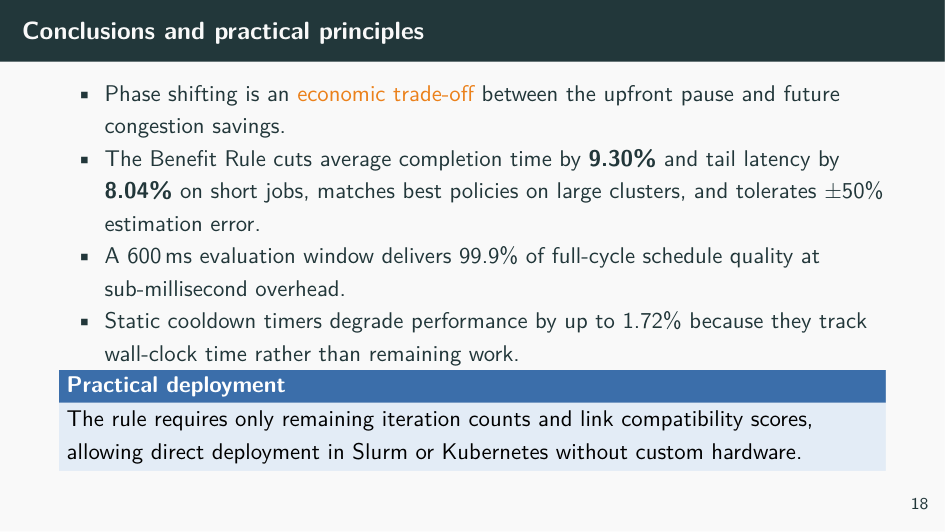 Conclusions and practical principles
▪ Phase shifting is an economic trade-off between the upfront pause and future
congestion savings.
▪ The Benefit Rule cuts average completion time by 9.30% and tail latency by
8.04% on short jobs, matches best policies on large clusters, and tolerates ±50%
estimation error.
▪ A 600 ms evaluation window delivers 99.9% of full-cycle schedule quality at
sub-millisecond overhead.
▪ Static cooldown timers degrade performance by up to 1.72% because they track
wall-clock time rather than remaining work.
Practical deployment
The rule requires only remaining iteration counts and link compatibility scores,
allowing direct deployment in Slurm or Kubernetes without custom hardware.
18